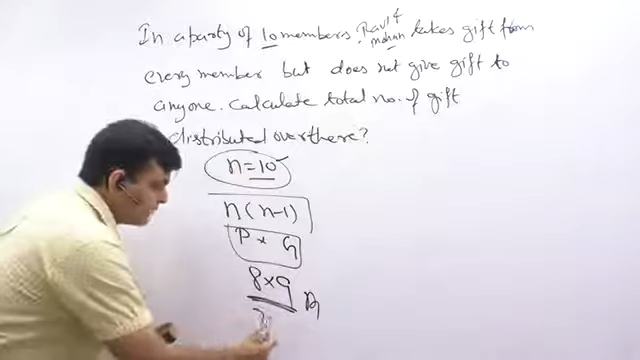 In a party of 10 members. Ravi & mohan takes gift from
every member but does not give gift to
anyone. Calculate total no. of gift
distributed over there?
n = 10
n(n-1)
P × G
8×9